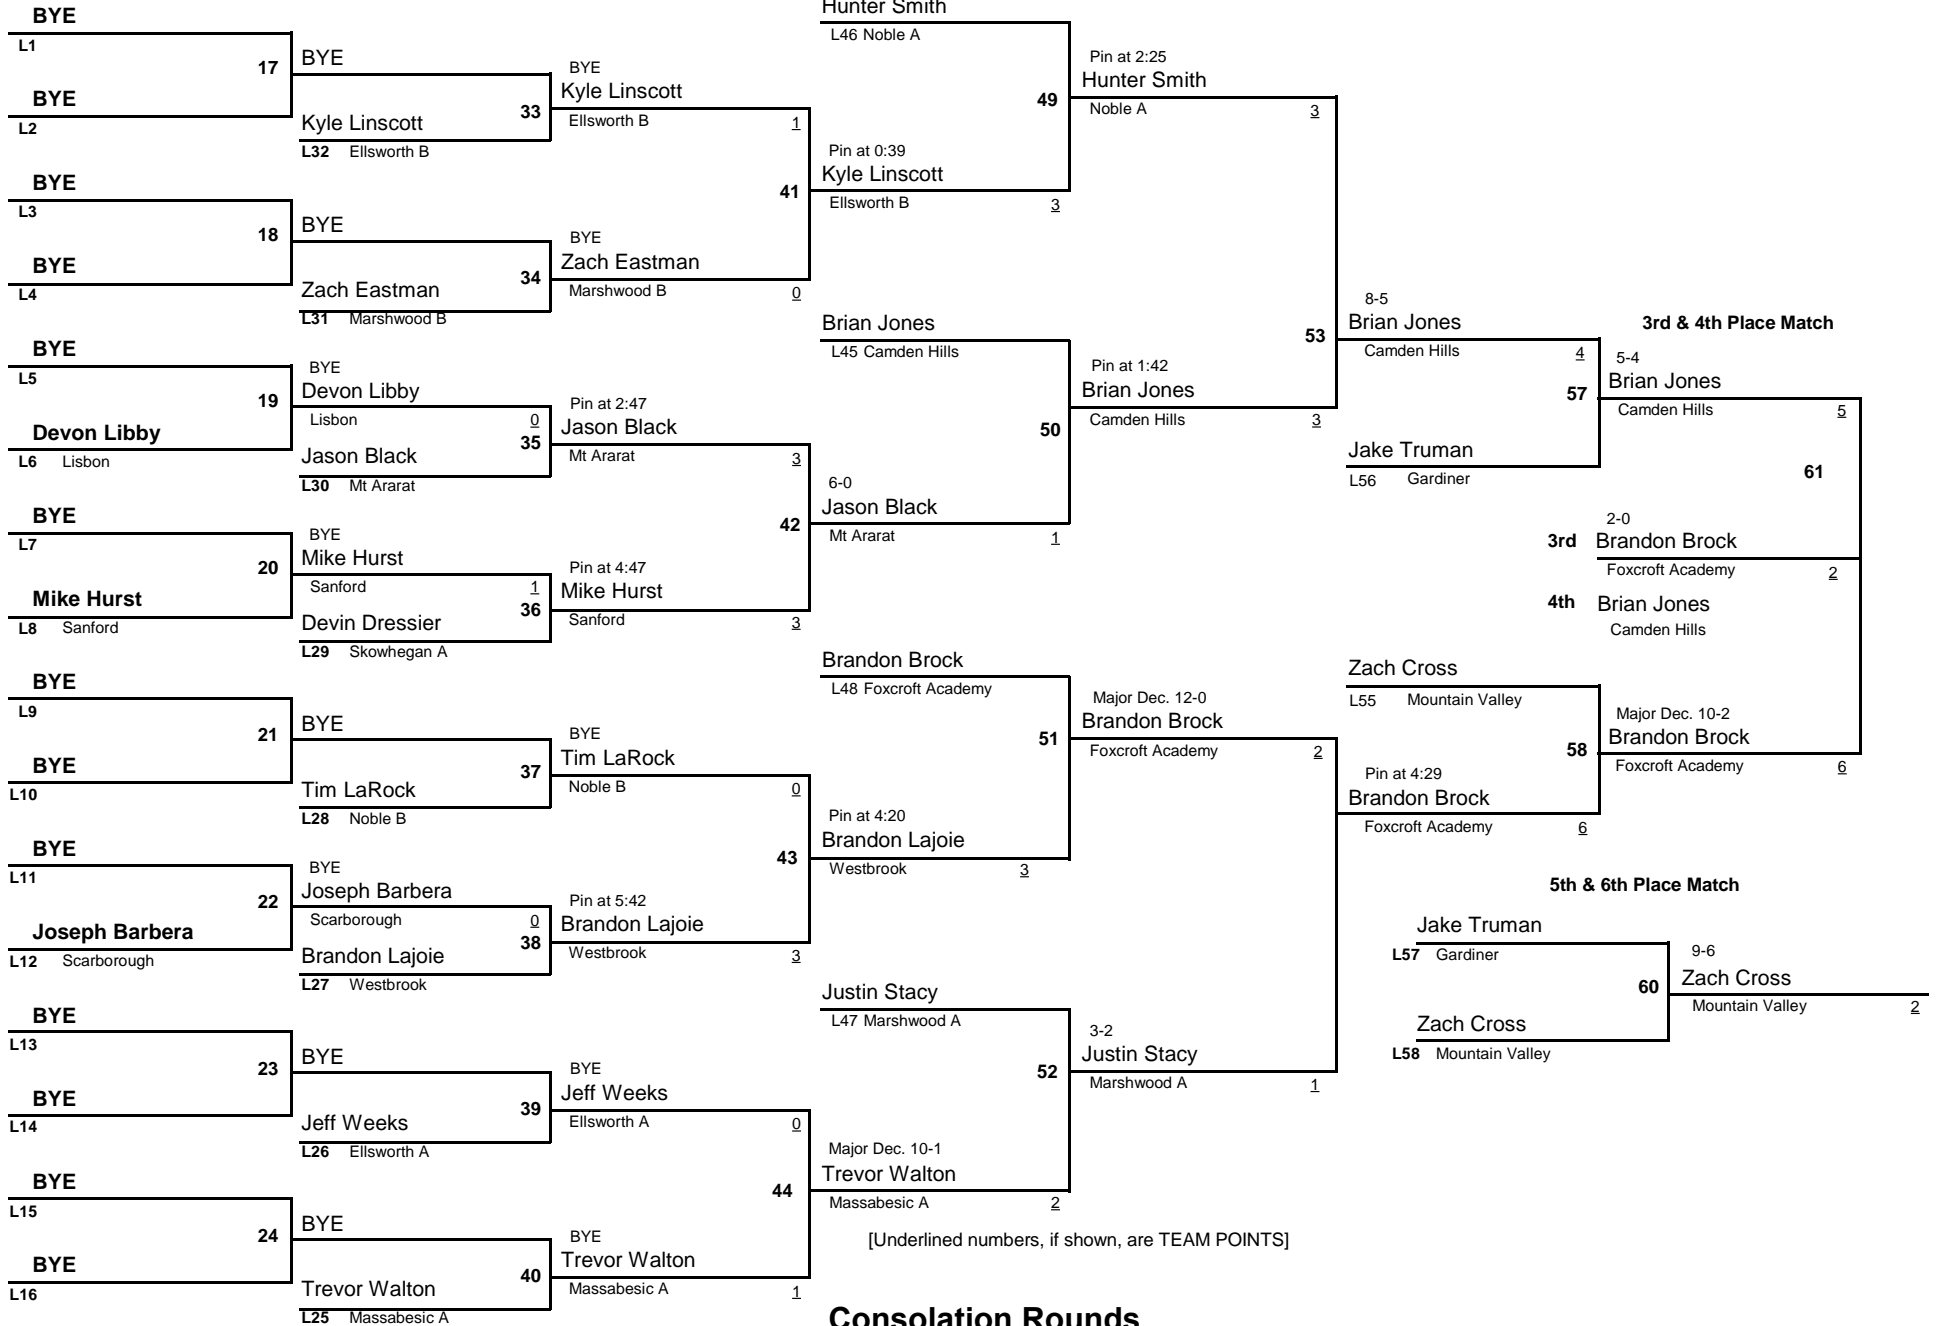 BYE
L1
17
BYE
L2
BYE
L3
18
BYE
L4
BYE
L5
19
Devon Libby
L6 Lisbon
BYE
L7
20
Mike Hurst
L8 Sanford
BYE
L9
21
BYE
L10
BYE
L11
22
Joseph Barbera
L12 Scarborough
BYE
L13
23
BYE
L14
BYE
L15
24
BYE
L16
BYE
33
Kyle Linscott
L32 Ellsworth B
BYE
34
Zach Eastman
L31 Marshwood B
BYE
Devon Libby
Lisbon 0
35
Jason Black
L30 Mt Ararat
BYE
Mike Hurst
Sanford 1
36
Devin Dressier
L29 Skowhegan A
BYE
37
Tim LaRock
L28 Noble B
BYE
Joseph Barbera
Scarborough 0
38
Brandon Lajoie
L27 Westbrook
BYE
39
Jeff Weeks
L26 Ellsworth A
BYE
40
Trevor Walton
L25 Massabesic A
BYE
Kyle Linscott
Ellsworth B 1
41
BYE
Zach Eastman
Marshwood B 0
Pin at 2:47
Jason Black
Mt Ararat 3
42
Pin at 4:47
Mike Hurst
Sanford 3
BYE
Tim LaRock
Noble B 0
43
Pin at 5:42
Brandon Lajoie
Westbrook 3
BYE
Jeff Weeks
Ellsworth A 0
44
BYE
Trevor Walton
Massabesic A 1
Hunter Smith
L46 Noble A
49
Pin at 0:39
Kyle Linscott
Ellsworth B 3
Brian Jones
L45 Camden Hills
50
6-0
Jason Black
Mt Ararat 1
Brandon Brock
L48 Foxcroft Academy
51
Pin at 4:20
Brandon Lajoie
Westbrook 3
Justin Stacy
L47 Marshwood A
52
Major Dec. 10-1
Trevor Walton
Massabesic A 2
[Underlined numbers, if shown, are TEAM POINTS]
Consolation Rounds
Pin at 2:25
Hunter Smith
Noble A 3
53
Pin at 1:42
Brian Jones
Camden Hills 3
Major Dec. 12-0
Brandon Brock
Foxcroft Academy 2
3-2
Justin Stacy
Marshwood A 1
8-5
Brian Jones
Camden Hills 4
57
Jake Truman
L56 Gardiner
Zach Cross
L55 Mountain Valley
58
Pin at 4:29
Brandon Brock
Foxcroft Academy 6
3rd & 4th Place Match
5-4
Brian Jones
Camden Hills 5
61
2-0
3rd Brandon Brock
Foxcroft Academy 2
4th Brian Jones
Camden Hills
Major Dec. 10-2
Brandon Brock
Foxcroft Academy 6
5th & 6th Place Match
Jake Truman
L57 Gardiner
60
Zach Cross
L58 Mountain Valley
9-6
Zach Cross
Mountain Valley 2